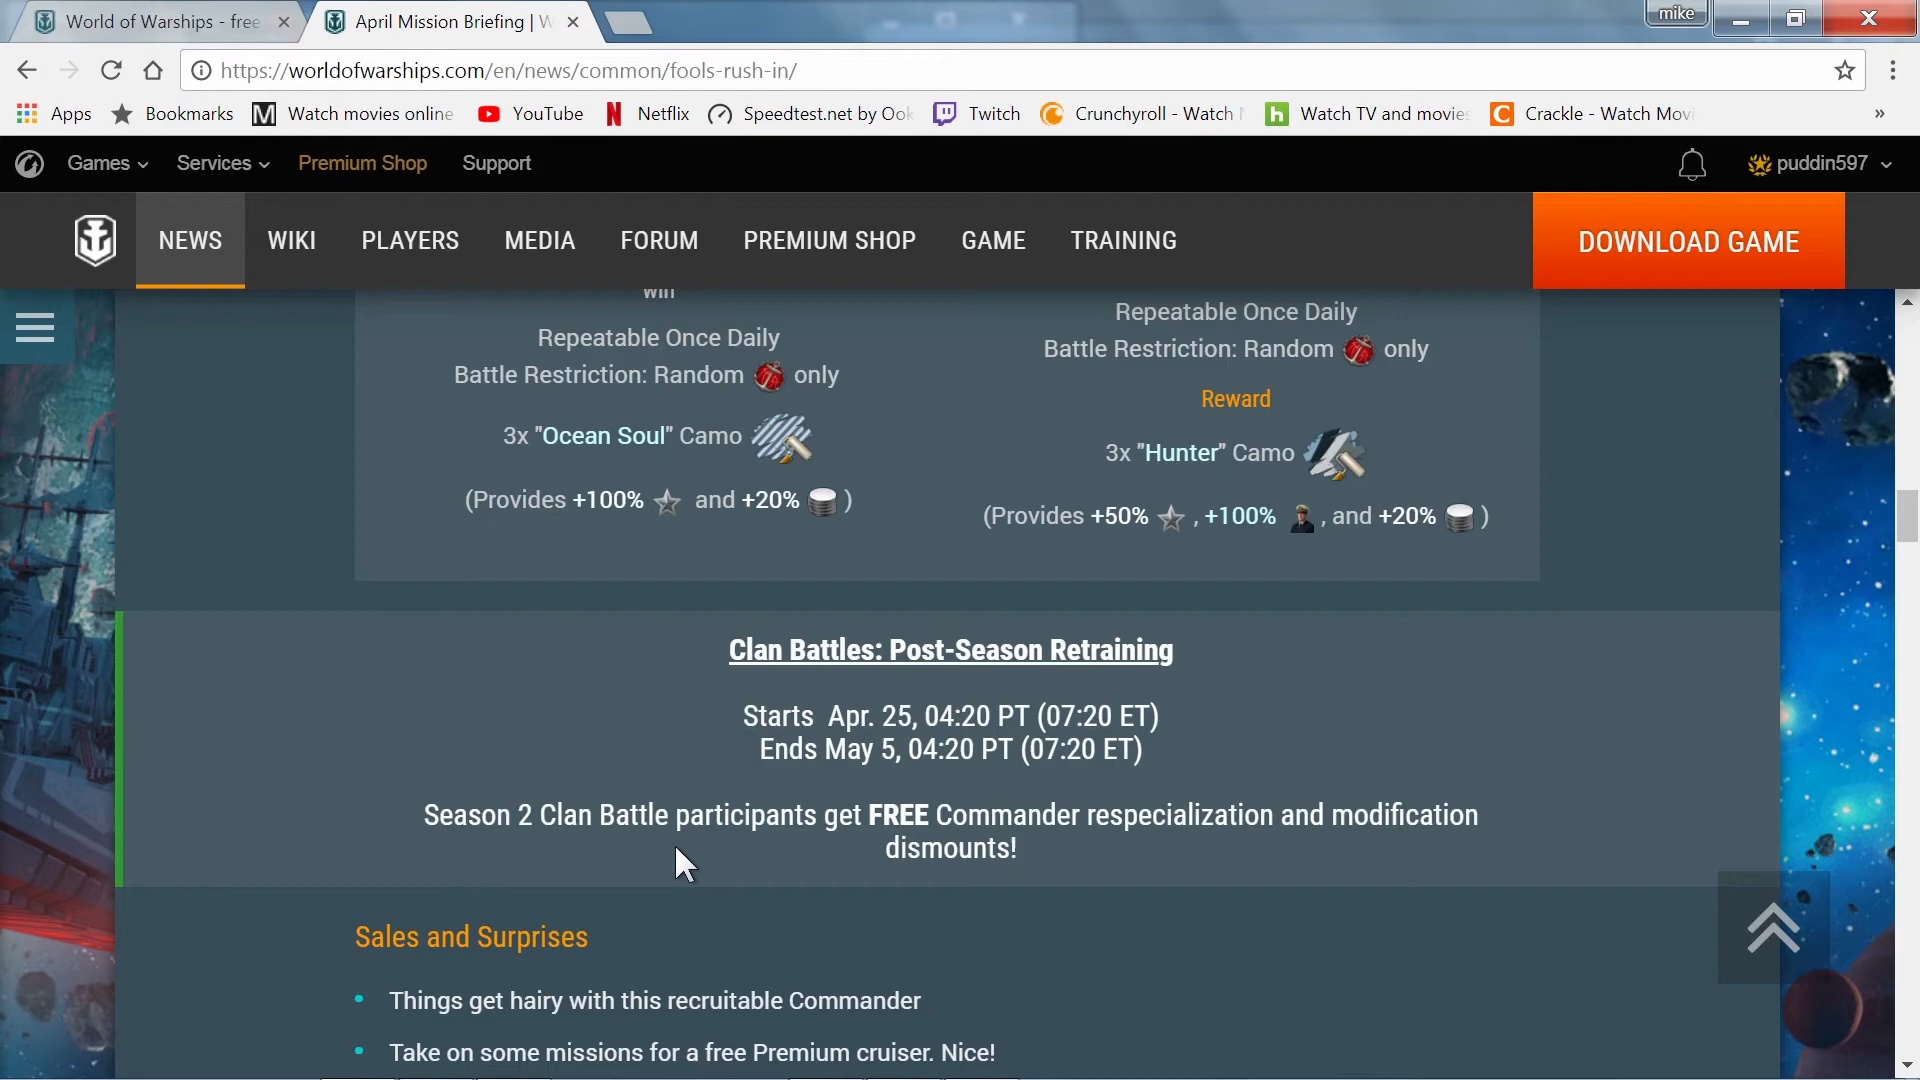 World of Warships - free
April Mission Briefing | W
mike
https://worldofwarships.com/en/news/common/fools-rush-in/
Apps
Bookmarks
M
Watch movies online
YouTube
Netflix
Speedtest.net by Ook
Twitch
Crunchyroll - Watch
Watch TV and movies
Crackle - Watch Movi
»
Games
Services
Premium Shop
Support
puddin597
NEWS
WIKI
PLAYERS
MEDIA
FORUM
PREMIUM SHOP
GAME
TRAINING
DOWNLOAD GAME
win
Repeatable Once Daily
Battle Restriction: Random only
3x "Ocean Soul" Camo
(Provides +100% and +20% )
Repeatable Once Daily
Battle Restriction: Random only
Reward
3x "Hunter" Camo
(Provides +50% , +100% , and +20% )
Clan Battles: Post-Season Retraining
Starts Apr. 25, 04:20 PT (07:20 ET)
Ends May 5, 04:20 PT (07:20 ET)
Season 2 Clan Battle participants get FREE Commander respecialization and modification
dismounts!
Sales and Surprises
• Things get hairy with this recruitable Commander
• Take on some missions for a free Premium cruiser. Nice!